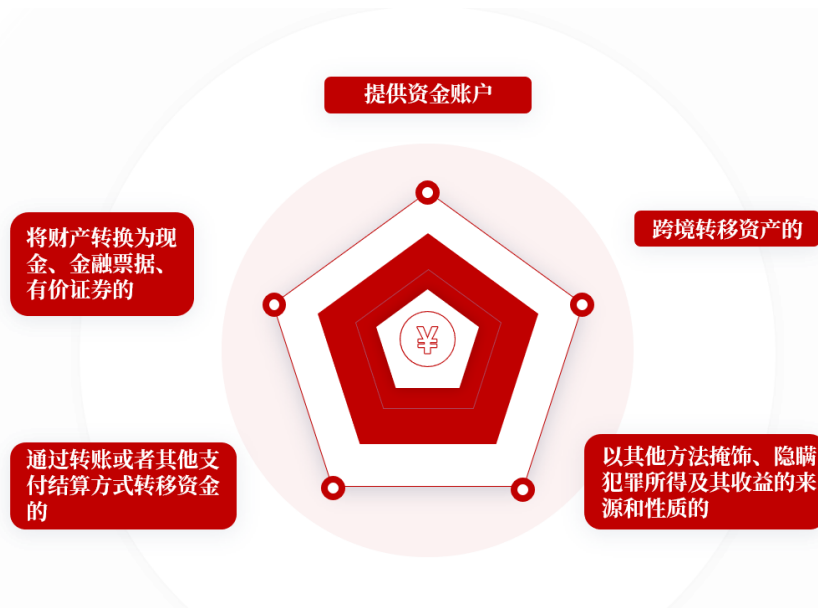 提供资金账户
将财产转换为现
金、金融票据、
有价证券的
跨境转移资产的
通过转账或者其他支
付结算方式转移资金
的
以其他方法掩饰、隐瞒
犯罪所得及其收益的来
源和性质的
¥